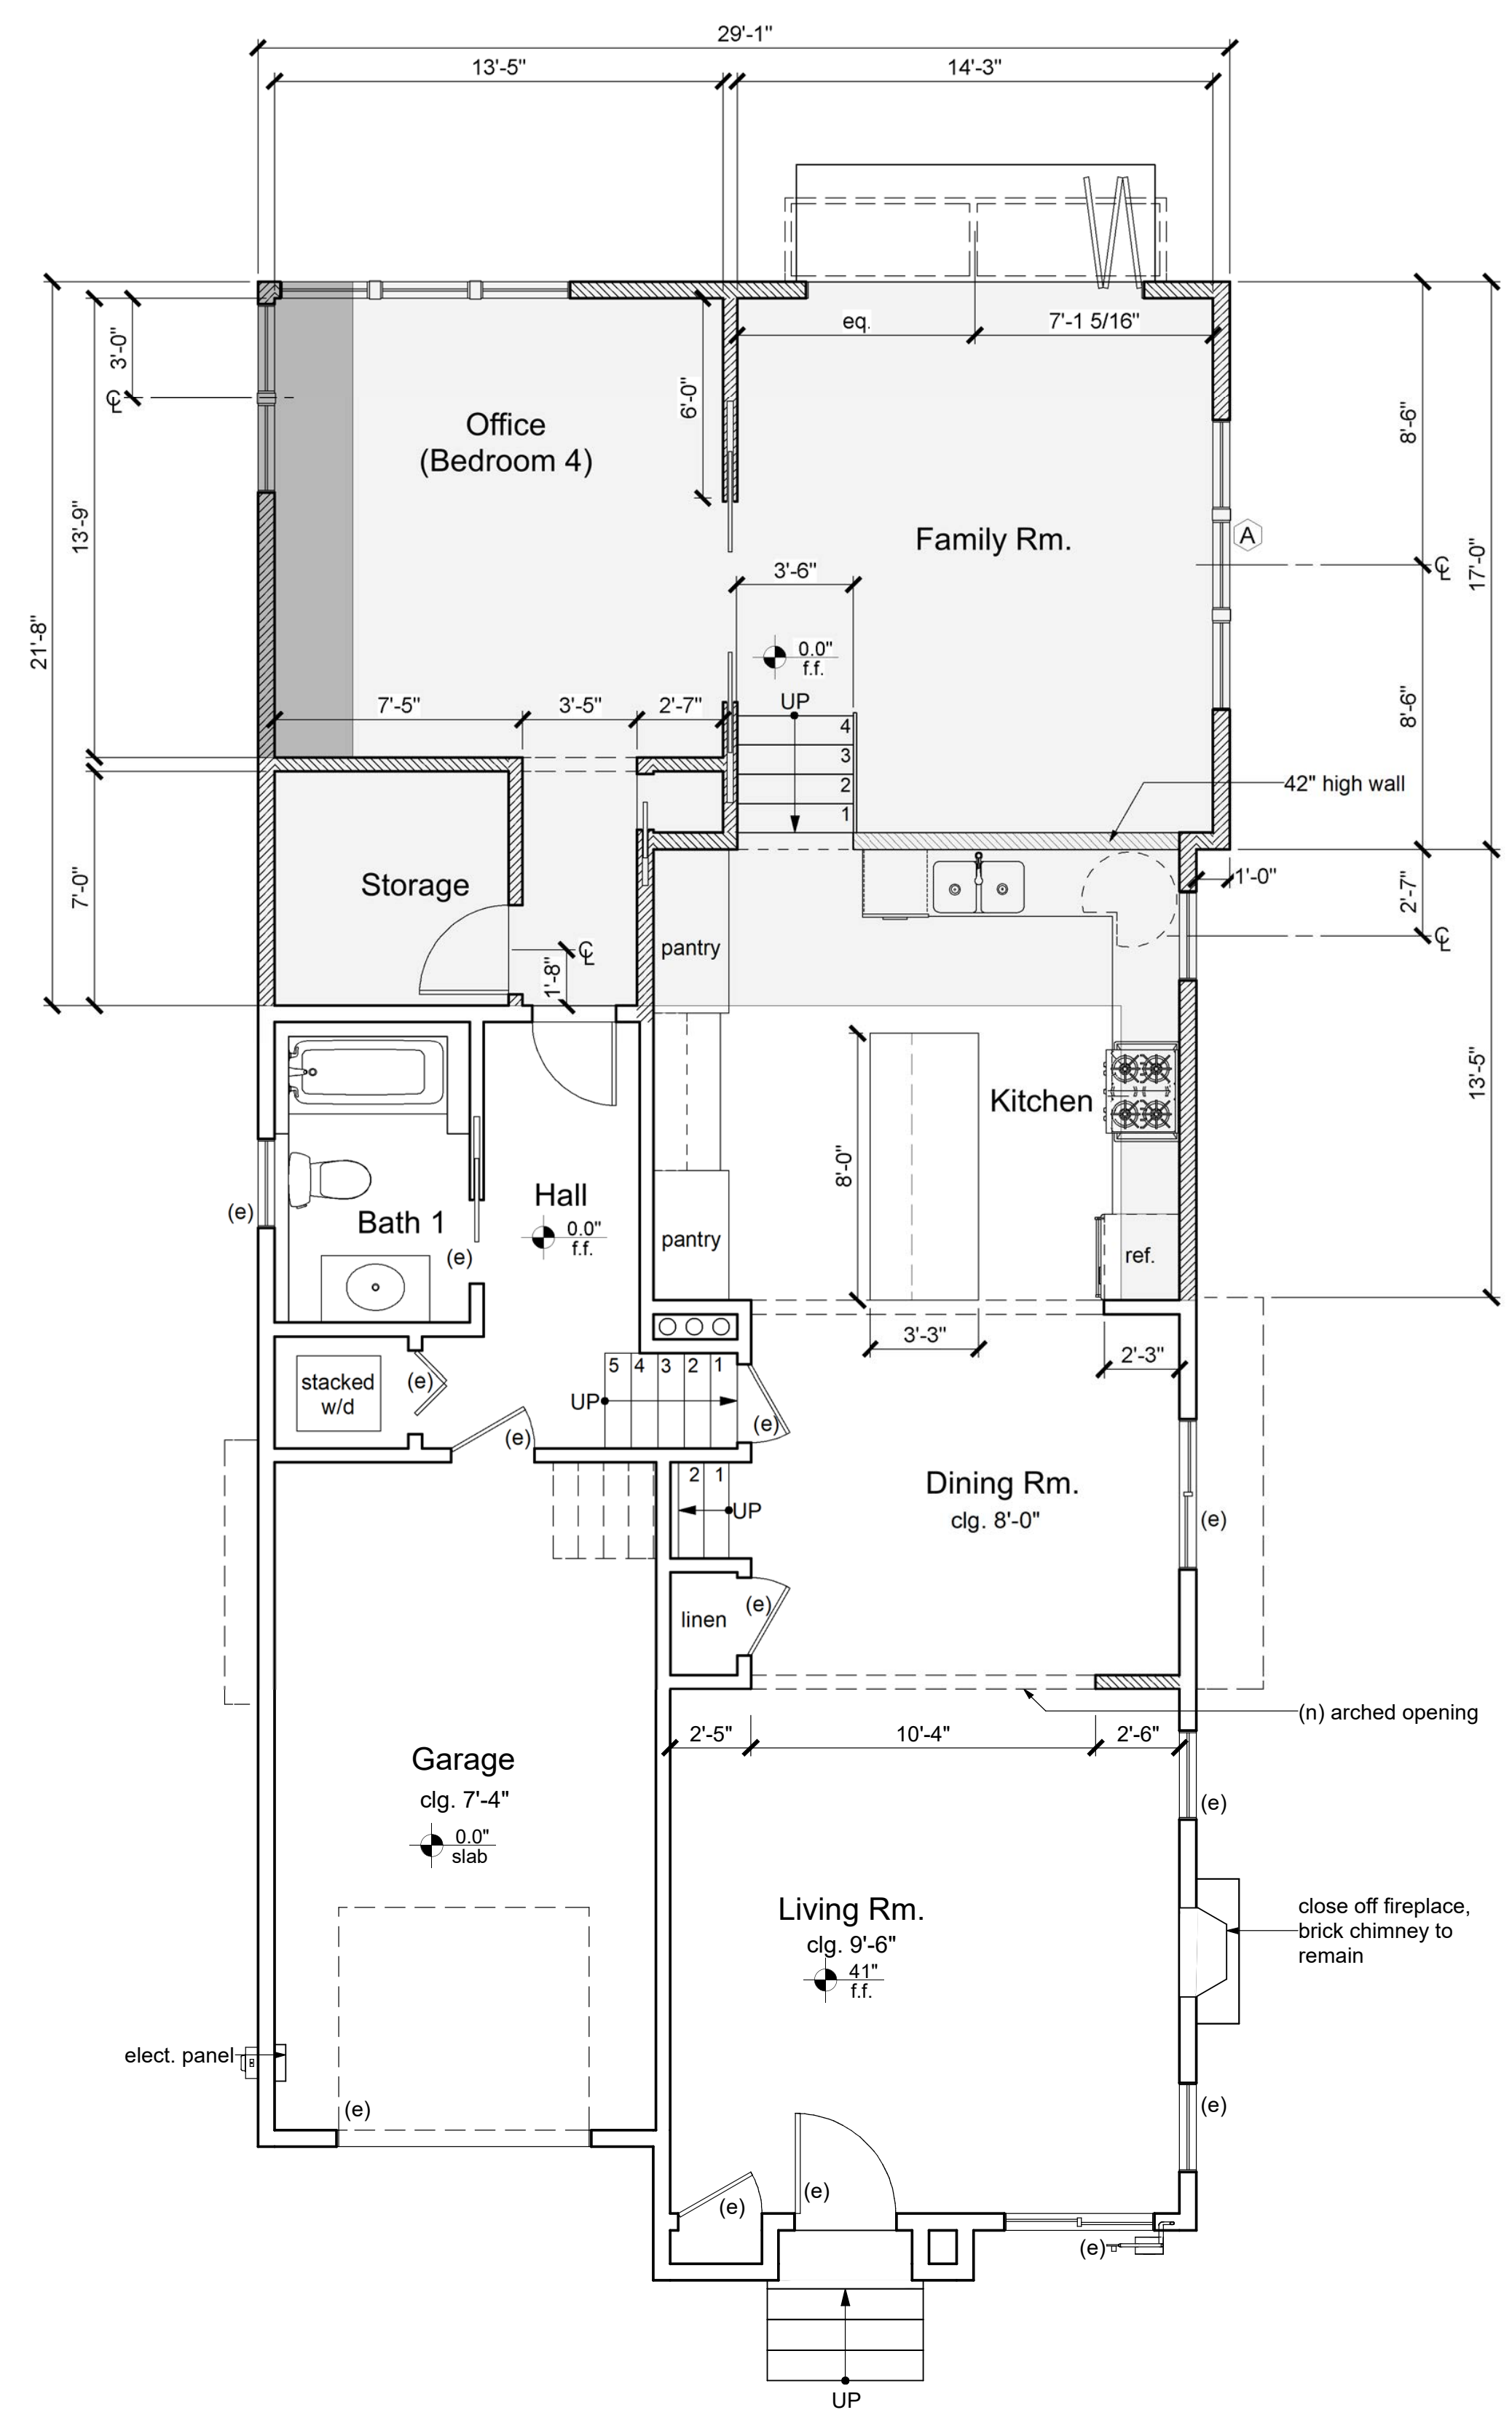 29'-1"
13'-5"
14'-3"
eq.
7'-1 5/16"
3'-0"
℄
6'-0"
Office
(Bedroom 4)
8'-6"
Family Rm.
A
℄
17'-0"
13'-9"
3'-6"
21'-8"
0.0"
f.f.
UP
7'-5"
3'-5"
2'-7"
8'-6"
4
3
2
1
42" high wall
Storage
7'-0"
1'-0"
2'-7"
℄
℄
1'-8"
pantry
Kitchen
13'-5"
8'-0"
Hall
0.0"
f.f.
(e)
Bath 1
(e)
pantry
ref.
3'-3"
2'-3"
stacked
w/d
(e)
5 4 3 2 1
UP
(e)
(e)
2 1
UP
Dining Rm.
clg. 8'-0"
(e)
linen
(e)
(n) arched opening
2'-5"
10'-4"
2'-6"
Garage
clg. 7'-4"
0.0"
slab
(e)
Living Rm.
clg. 9'-6"
41"
f.f.
close off fireplace,
brick chimney to
remain
elect. panel
(e)
(e)
(e)
(e)
(e)
UP